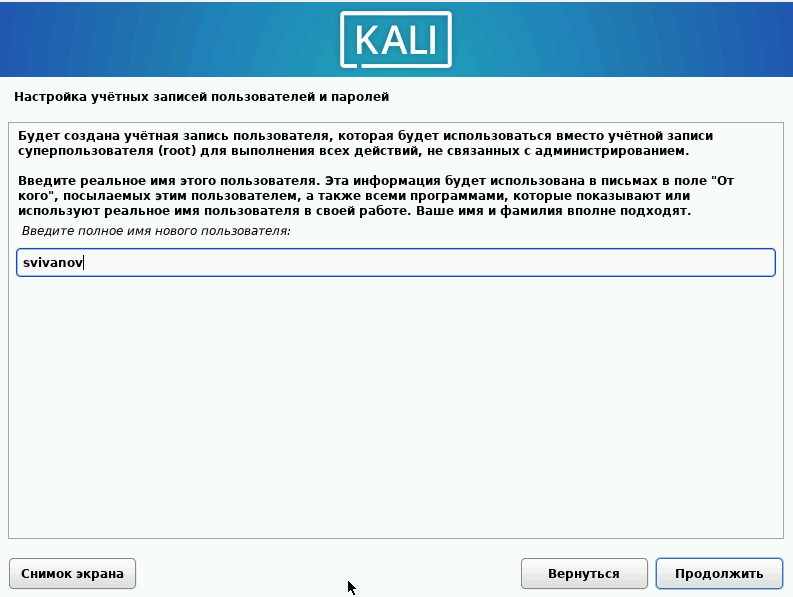 KALI
Настройка учётных записей пользователей и паролей
Будет создана учётная запись пользователя, которая будет использоваться вместо учётной записи
суперпользователя (root) для выполнения всех действий, не связанных с администрированием.
Введите реальное имя этого пользователя. Эта информация будет использована в письмах в поле "От
кого", посылаемых этим пользователем, а также всеми программами, которые показывают или
используют реальное имя пользователя в своей работе. Ваше имя и фамилия вполне подходят.
Введите полное имя нового пользователя:
svivanov
Снимок экрана
Вернуться
Продолжить